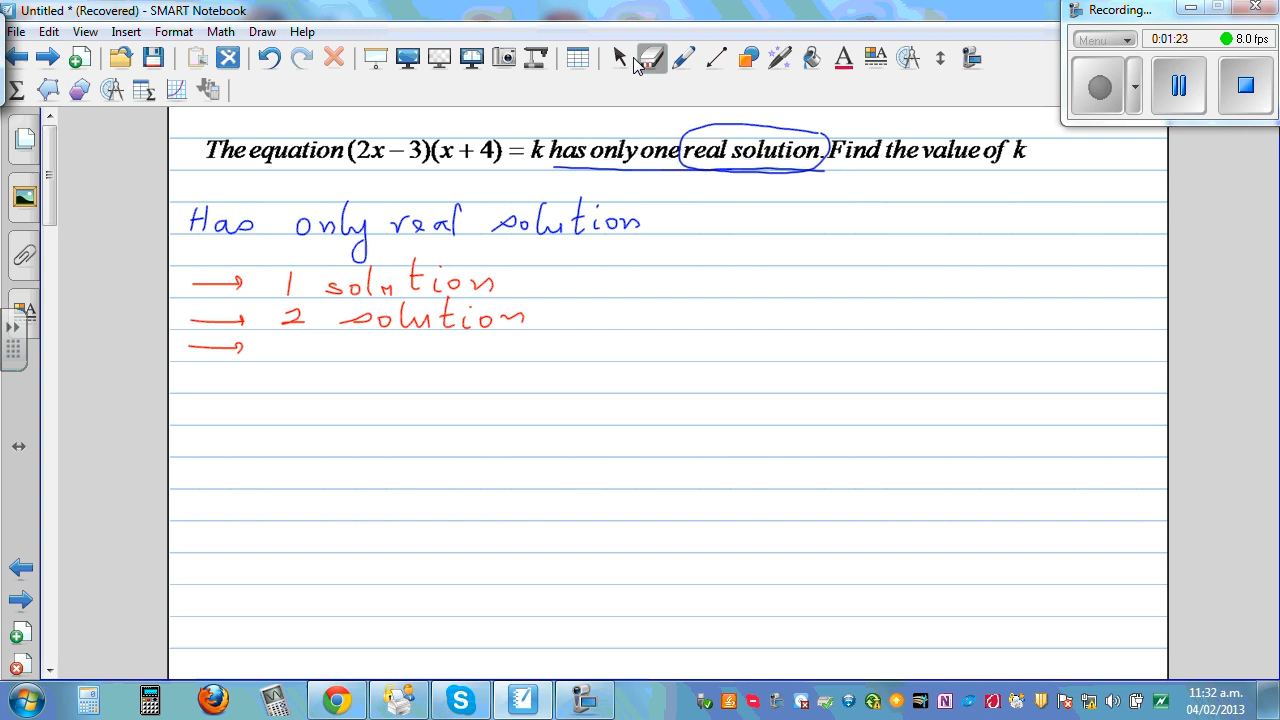 Untitled * (Recovered) - SMART Notebook
File Edit View Insert Format Math Draw Help
Recording...
Menu
0:01:23
8.0 fps
The equation (2x − 3)(x + 4) = k has only one real solution. Find the value of k
Has only real solution
→ 1 solution
→ 2 solution
→
11:32 a.m.
04/02/2013